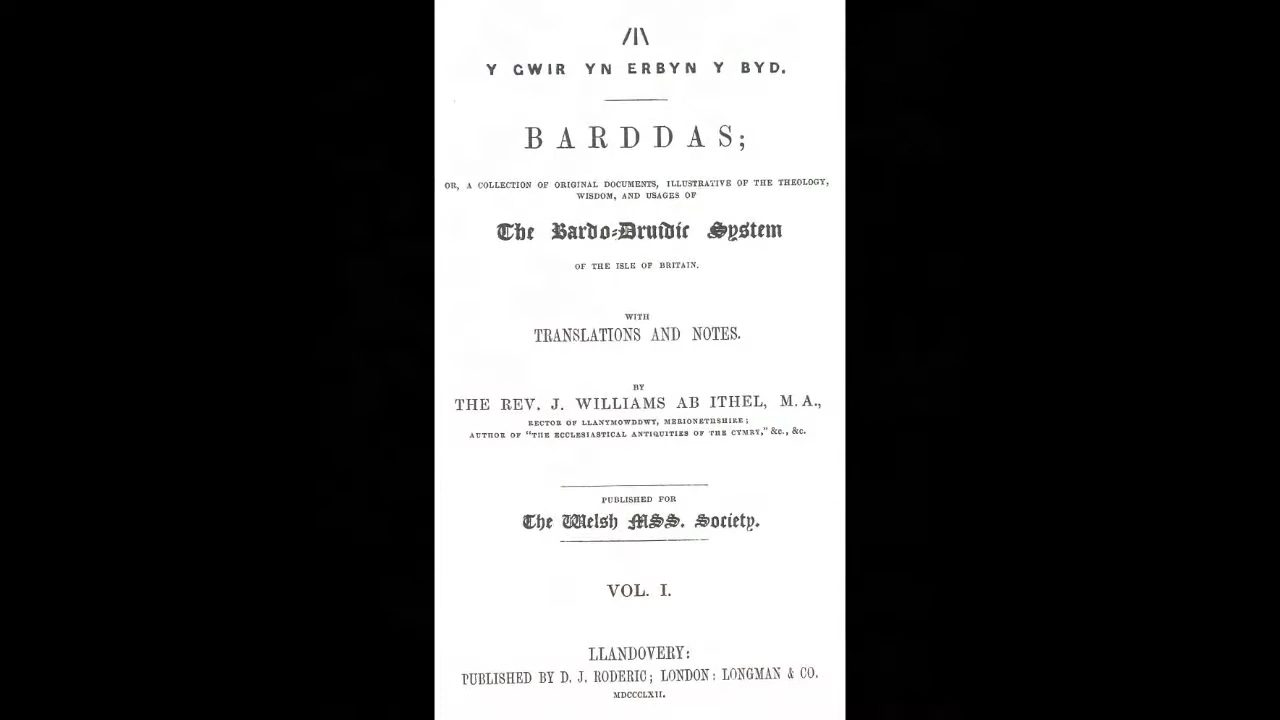 /|\
Y GWIR YN ERBYN Y BYD.
BARDDAS;
OR, A COLLECTION OF ORIGINAL DOCUMENTS, ILLUSTRATIVE OF THE THEOLOGY,
WISDOM, AND USAGES OF
The Bardo-Druidic System
OF THE ISLE OF BRITAIN.
WITH
TRANSLATIONS AND NOTES.
BY
THE REV. J. WILLIAMS AB ITHEL, M.A.,
RECTOR OF LLANYMOWDDWY, MERIONETHSHIRE;
AUTHOR OF "THE ECCLESIASTICAL ANTIQUITIES OF THE CYMRY," &c., &c.
PUBLISHED FOR
The Welsh MSS. Society.
VOL. I.
LLANDOVERY:
PUBLISHED BY D. J. RODERIC; LONDON: LONGMAN & CO.
MDCCCLXII.